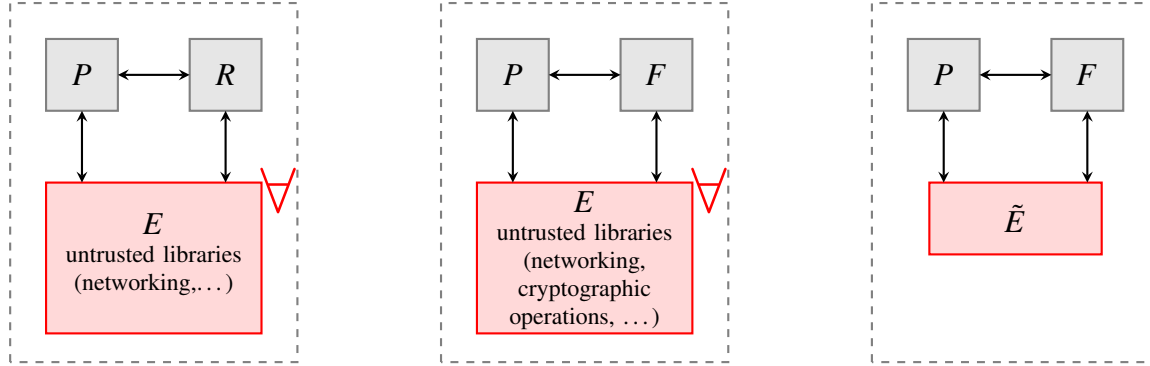 P R
E
∀
untrusted libraries
(networking,...)
P F
E
∀
untrusted libraries
(networking,
cryptographic
operations, ...)
P F
Ẽ